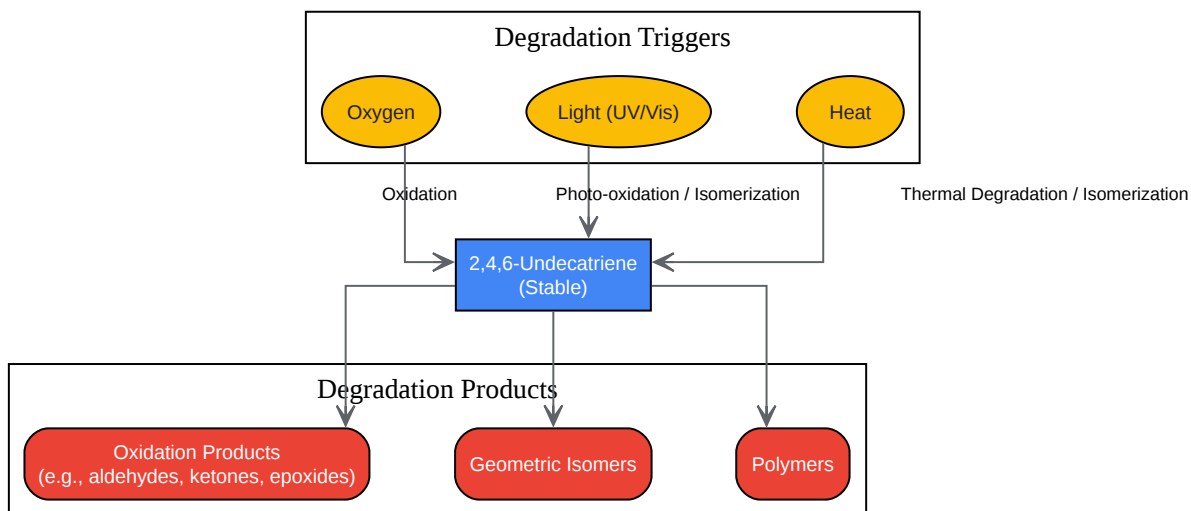 Degradation Triggers
Oxygen
Light (UV/Vis)
Heat
Oxidation
Photo-oxidation / Isomerization
Thermal Degradation / Isomerization
2,4,6-Undecatriene
(Stable)
Degradation Products
Oxidation Products
(e.g., aldehydes, ketones, epoxides)
Geometric Isomers
Polymers